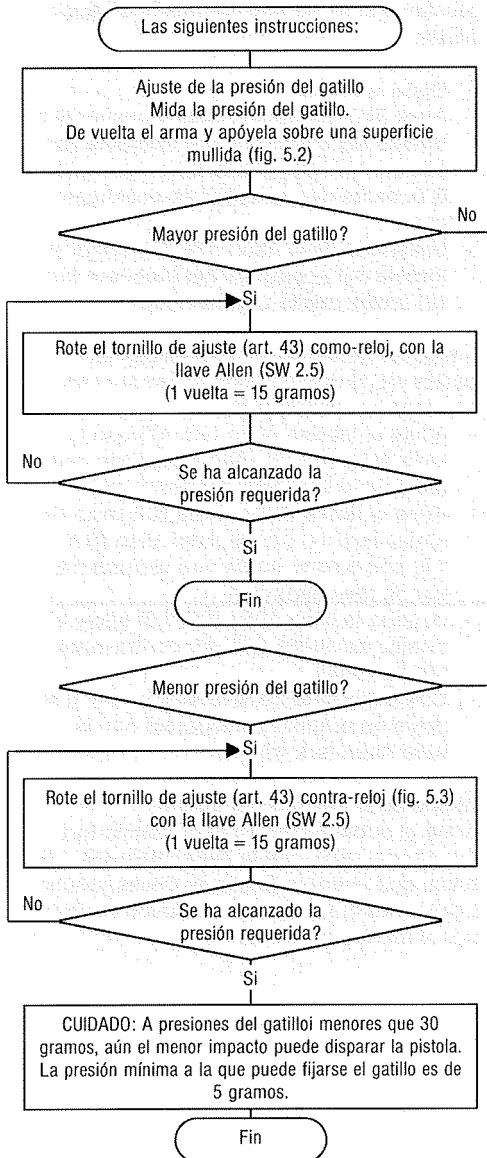 Las siguientes instrucciones:
Ajuste de la presión del gatillo
Mida la presión del gatillo.
De vuelta el arma y apóyela sobre una superficie
mullida (fig. 5.2)
No
Mayor presión del gatillo?
Si
Rote el tornillo de ajuste (art. 43) como-reloj, con la
llave Allen (SW 2.5)
(1 vuelta = 15 gramos)
No
Se ha alcanzado la
presión requerida?
Si
Fin
Menor presión del gatillo?
Si
Rote el tornillo de ajuste (art. 43) contra-reloj (fig. 5.3)
con la llave Allen (SW 2.5)
(1 vuelta = 15 gramos)
No
Se ha alcanzado la
presión requerida?
Si
CUIDADO: A presiones del gatilloi menores que 30
gramos, aún el menor impacto puede disparar la pistola.
La presión mínima a la que puede fijarse el gatillo es de
5 gramos.
Fin